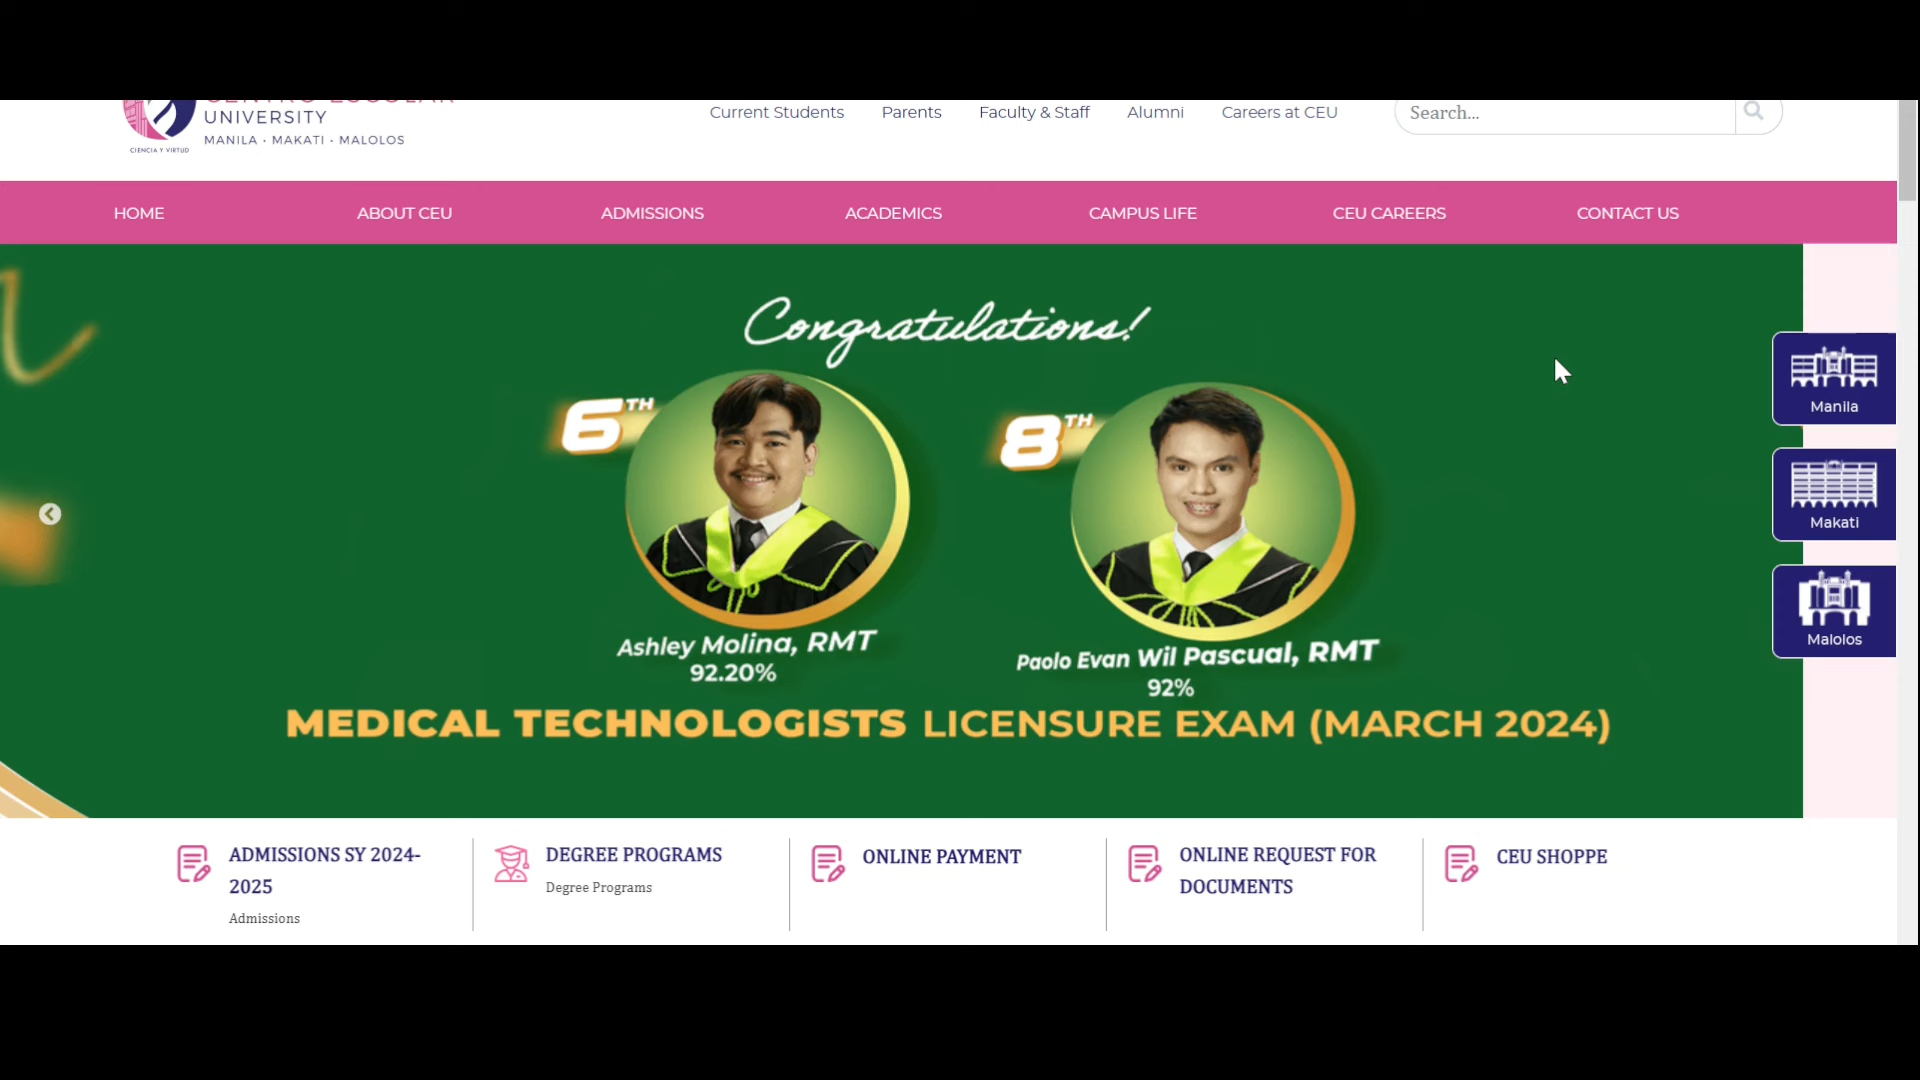 CENTRO ESCOLAR
UNIVERSITY
MANILA · MAKATI · MALOLOS
CIENCIA Y VIRTUD
Current Students
Parents
Faculty & Staff
Alumni
Careers at CEU
Search...
HOME
ABOUT CEU
ADMISSIONS
ACADEMICS
CAMPUS LIFE
CEU CAREERS
CONTACT US
Congratulations!
6TH
8TH
Ashley Molina, RMT
92.20%
Paolo Evan Wil Pascual, RMT
92%
MEDICAL TECHNOLOGISTS LICENSURE EXAM (MARCH 2024)
Manila
Makati
Malolos
ADMISSIONS SY 2024-
2025
Admissions
DEGREE PROGRAMS
Degree Programs
ONLINE PAYMENT
ONLINE REQUEST FOR
DOCUMENTS
CEU SHOPPE